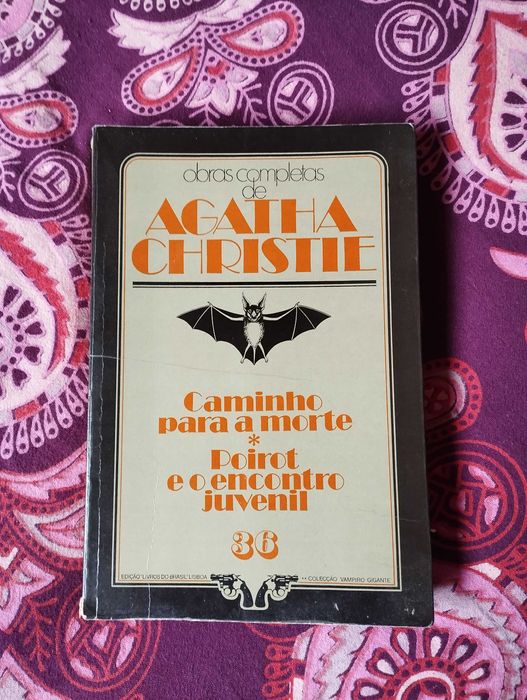 obras completas
de
AGATHA
CHRISTIE
Caminho
para a morte
*
Poirot
e o encontro
juvenil
36
EDIÇÃO "LIVROS DO BRASIL" LISBOA
•• COLECÇÃO VAMPIRO GIGANTE